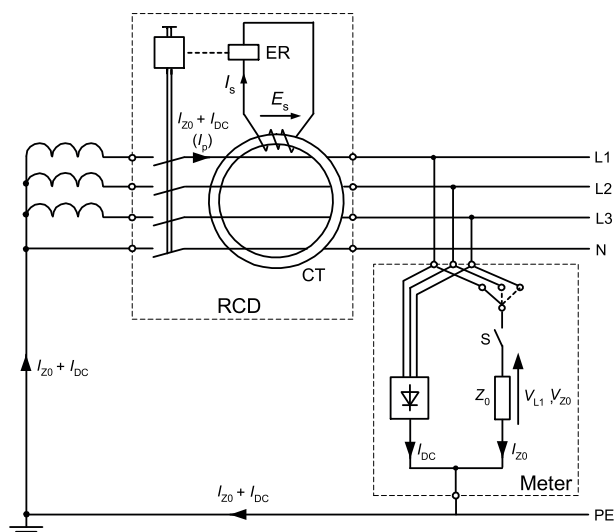 ER
I_s
E_s
I_Z0 + I_DC
(I_p)
L1
L2
L3
N
CT
RCD
S
I_Z0 + I_DC
Z_0
V_L1 ,V_Z0
I_DC
I_Z0
Meter
I_Z0 + I_DC
PE